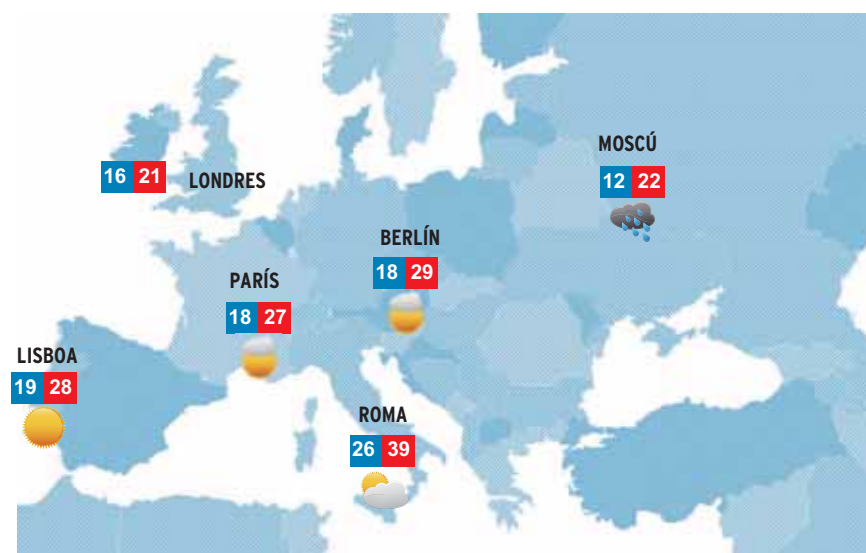 MOSCÚ
12 22
16 21 LONDRES
BERLÍN
18 29
PARÍS
18 27
LISBOA
19 28
ROMA
26 39